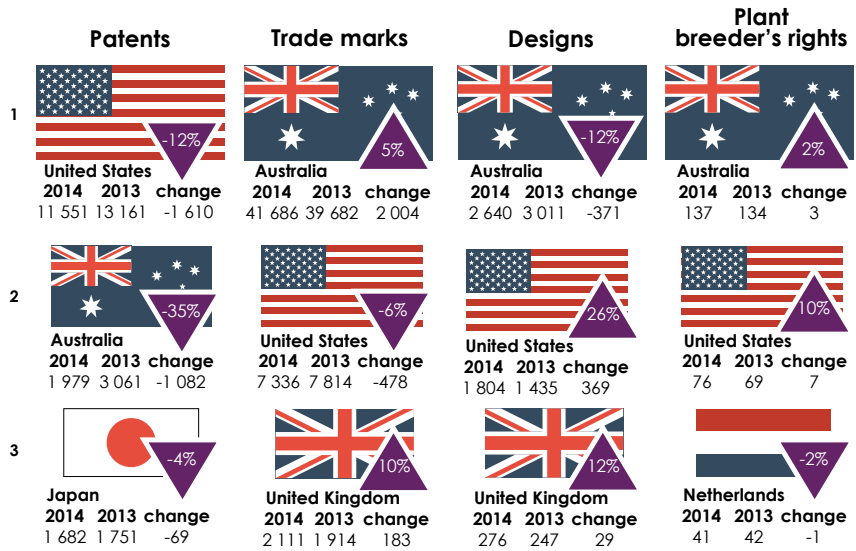 Patents Trade marks Designs Plant
breeder's rights
1
-12% 5% -12% 2%
United States Australia Australia Australia
2014 2013 change 2014 2013 change 2014 2013 change 2014 2013 change
11 551 13 161 -1 610 41 686 39 682 2 004 2 640 3 011 -371 137 134 3
2
-35% -6% 26% 10%
Australia United States United States United States
2014 2013 change 2014 2013 change 2014 2013 change 2014 2013 change
1 979 3 061 -1 082 7 336 7 814 -478 1 804 1 435 369 76 69 7
3
-4% 10% 12% -2%
Japan United Kingdom United Kingdom Netherlands
2014 2013 change 2014 2013 change 2014 2013 change 2014 2013 change
1 682 1 751 -69 2 111 1 914 183 276 247 29 41 42 -1